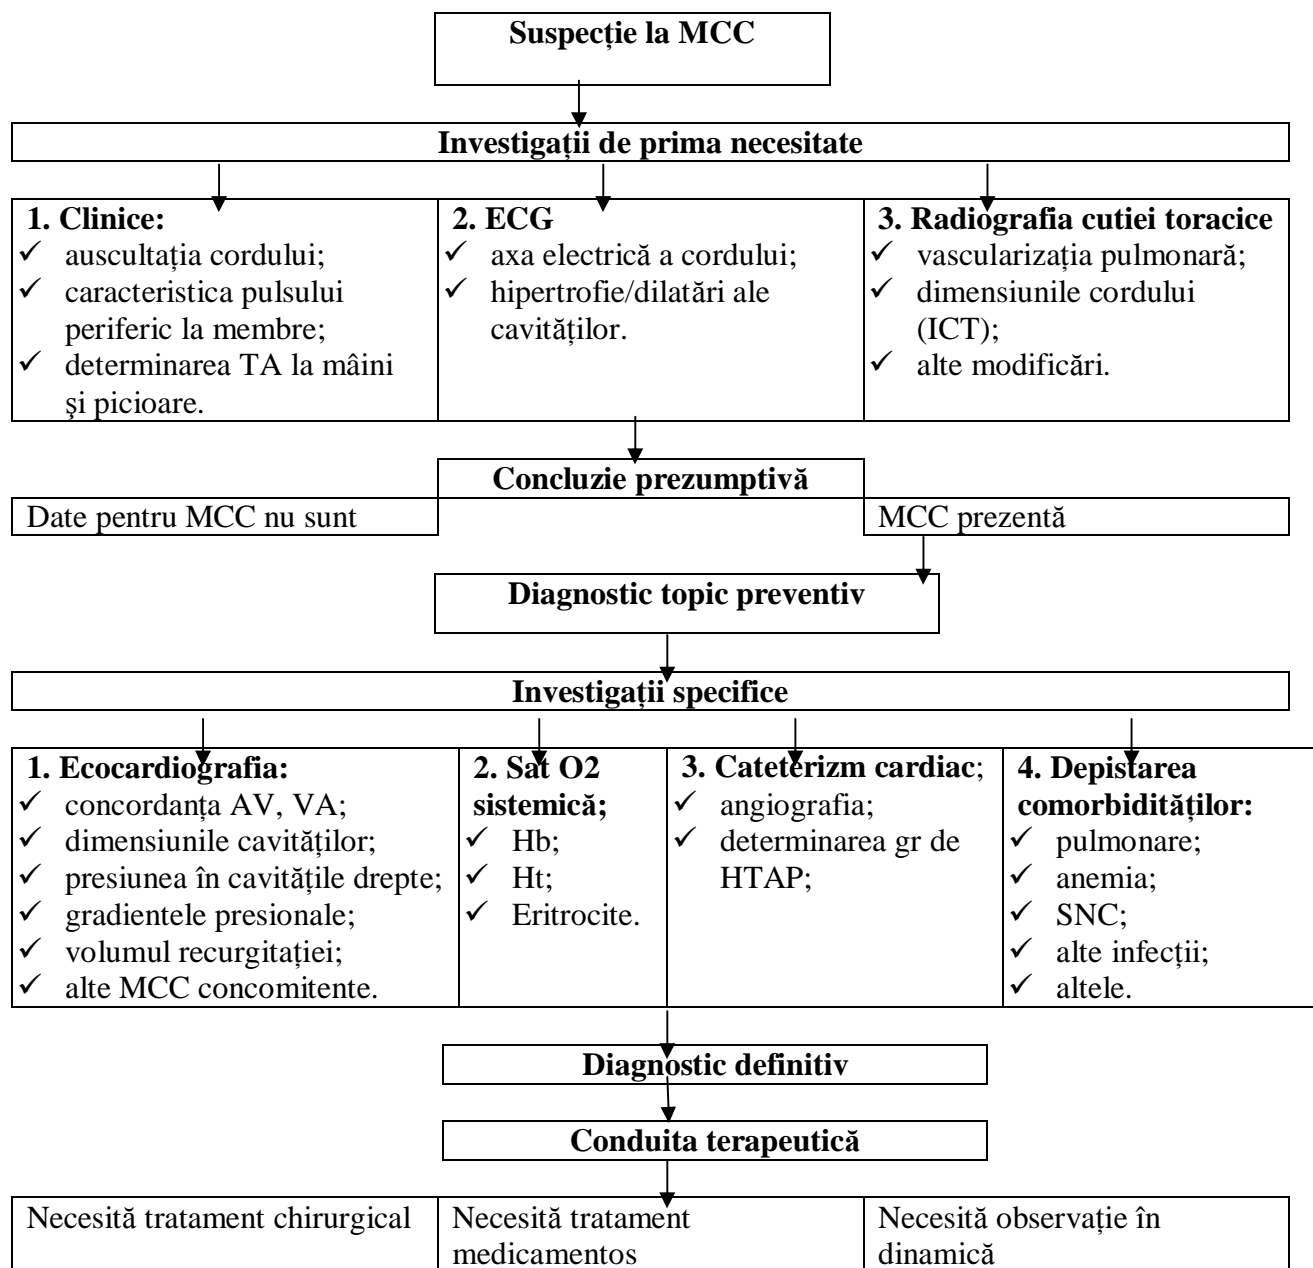 Suspecție la MCC
Investigații de prima necesitate
1. Clinice:
✓ auscultația cordului;
✓ caracteristica pulsului
periferic la membre;
✓ determinarea TA la mâini
şi picioare.
2. ECG
✓ axa electrică a cordului;
✓ hipertrofie/dilatări ale
cavităților.
3. Radiografia cutiei toracice
✓ vascularizația pulmonară;
✓ dimensiunile cordului
(ICT);
✓ alte modificări.
Concluzie prezumptivă
Date pentru MCC nu sunt
MCC prezentă
Diagnostic topic preventiv
Investigații specifice
1. Ecocardiografia:
✓ concordanța AV, VA;
✓ dimensiunile cavităților;
✓ presiunea în cavitățile drepte;
✓ gradientele presionale;
✓ volumul recurgitației;
✓ alte MCC concomitente.
2. Sat O2
sistemică;
✓ Hb;
✓ Ht;
✓ Eritrocite.
3. Cateterizm cardiac;
✓ angiografia;
✓ determinarea gr de
HTAP;
4. Depistarea
comorbidităților:
✓ pulmonare;
✓ anemia;
✓ SNC;
✓ alte infecții;
✓ altele.
Diagnostic definitiv
Conduita terapeutică
Necesită tratament chirurgical
Necesită tratament
medicamentos
Necesită observație în
dinamică